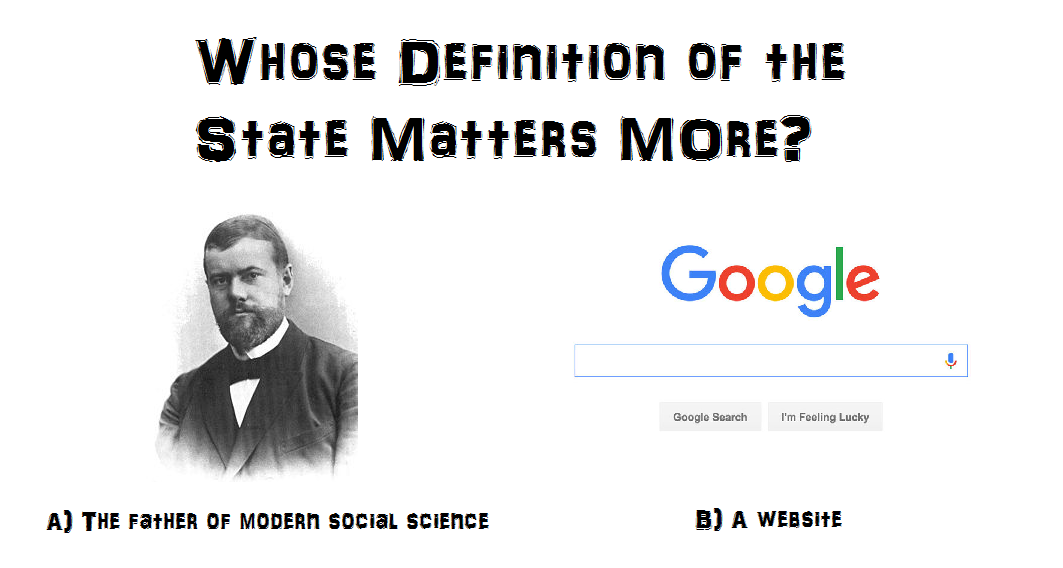 Whose Definition of the
State Matters More?
Google
Google Search
I'm Feeling Lucky
A) The father of modern social science
B) A website